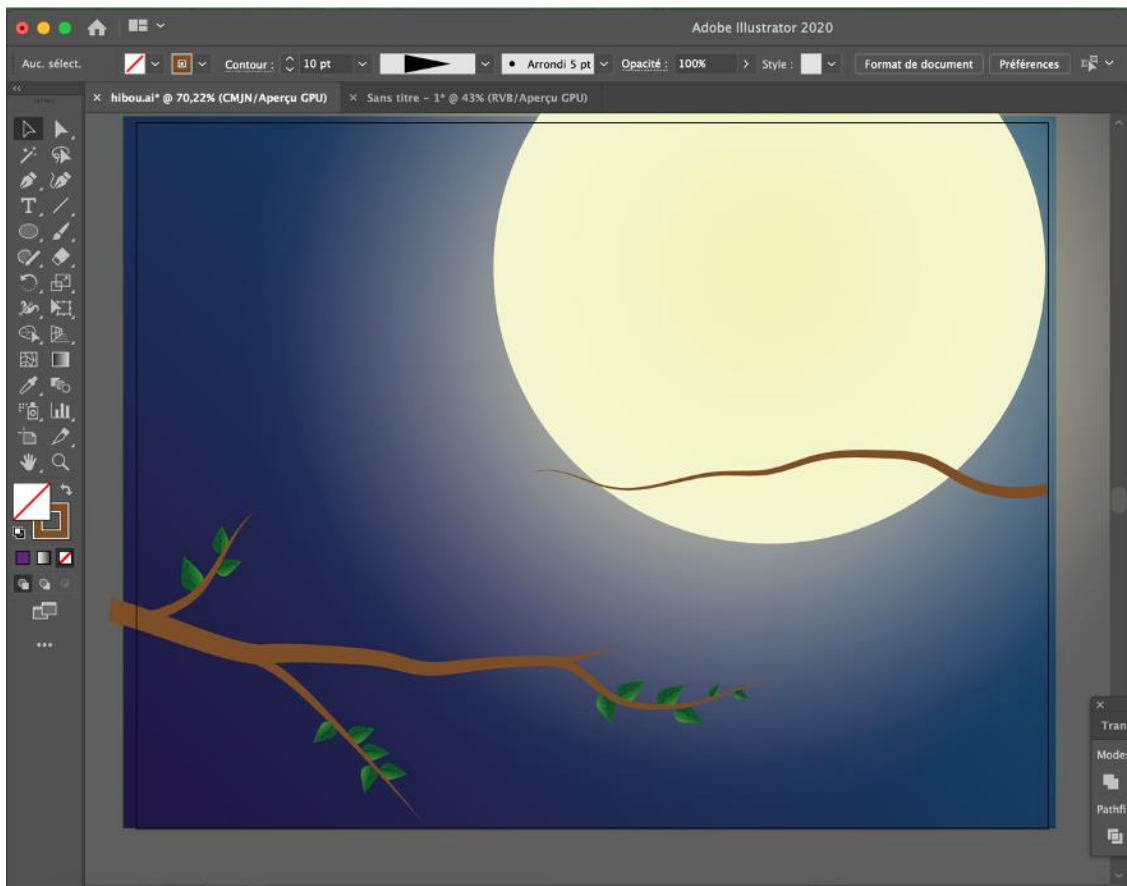 Adobe Illustrator 2020
Auc. sélect. Contour : 10 pt Arrondi 5 pt Opacité : 100% Style : Format de document Préférences
× hibou.ai* @ 70,22% (CMJN/Aperçu GPU) × Sans titre – 1* @ 43% (RVB/Aperçu GPU)
Tran
Modes
Pathfi